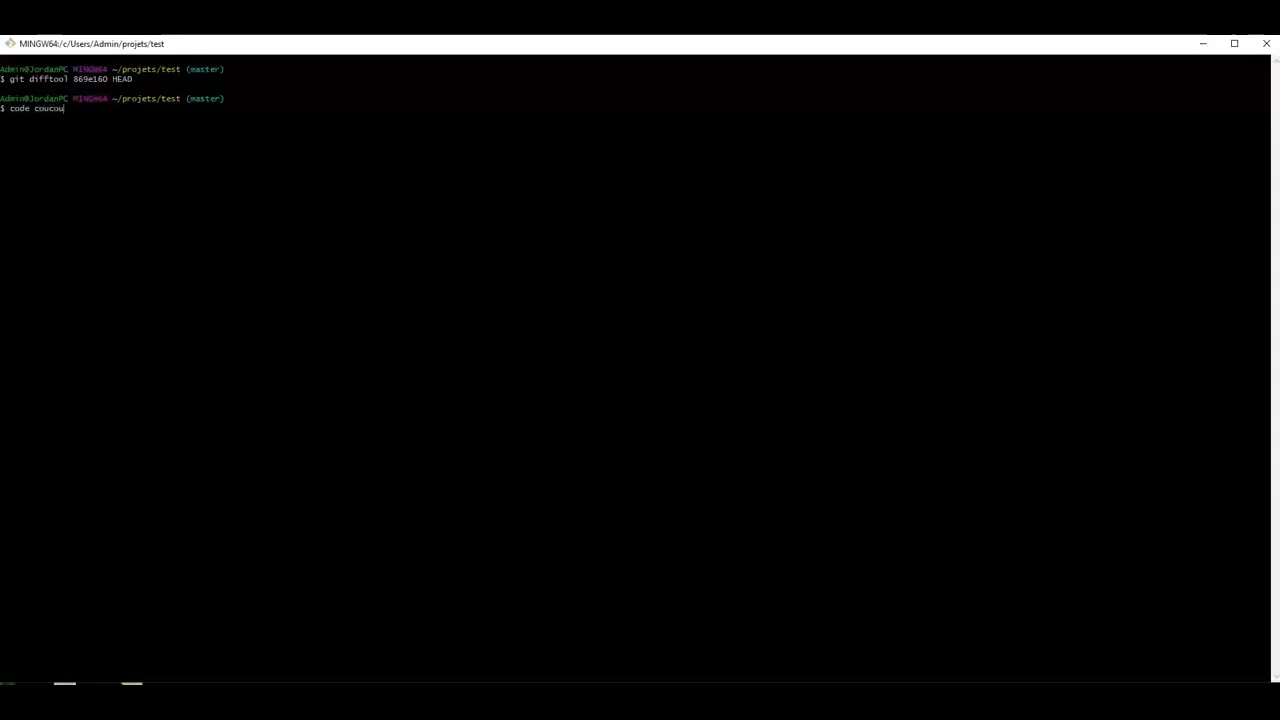 MINGW64:/c/Users/Admin/projets/test
Admin@JordanPC MINGW64 ~/projets/test (master)
$ git difftool 869e160 HEAD
Admin@JordanPC MINGW64 ~/projets/test (master)
$ code coucou